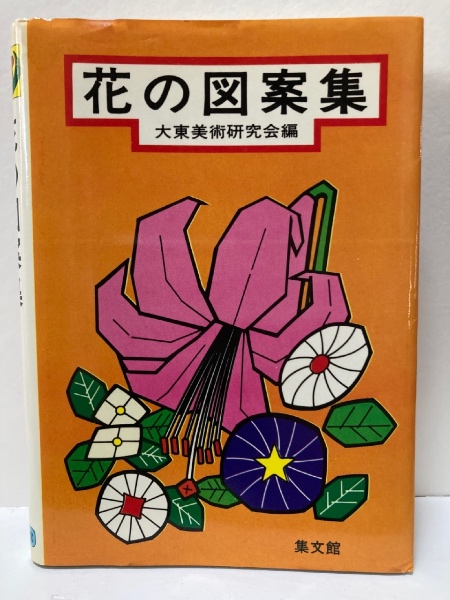 花の図案集
大東美術研究会編
集文館